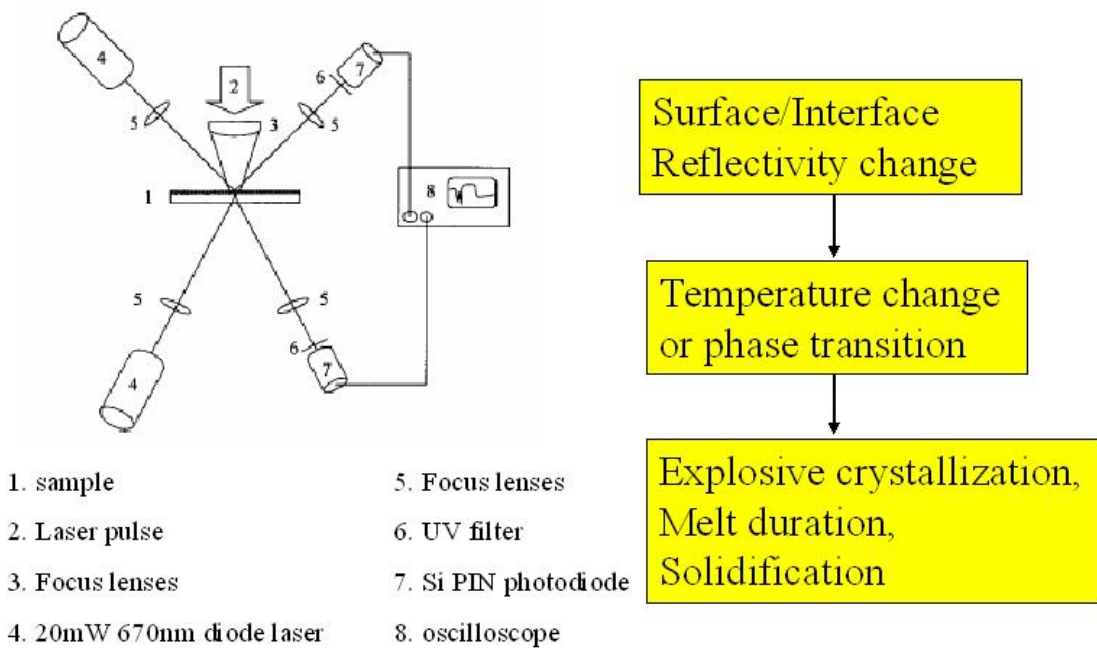 4
2
6
7
5
3
5
1
8
5
5
6
4
7
Surface/Interface
Reflectivity change
Temperature change
or phase transition
Explosive crystallization,
Melt duration,
Solidification
1. sample
2. Laser pulse
3. Focus lenses
4. 20mW 670nm diode laser
5. Focus lenses
6. UV filter
7. Si PIN photodiode
8. oscilloscope